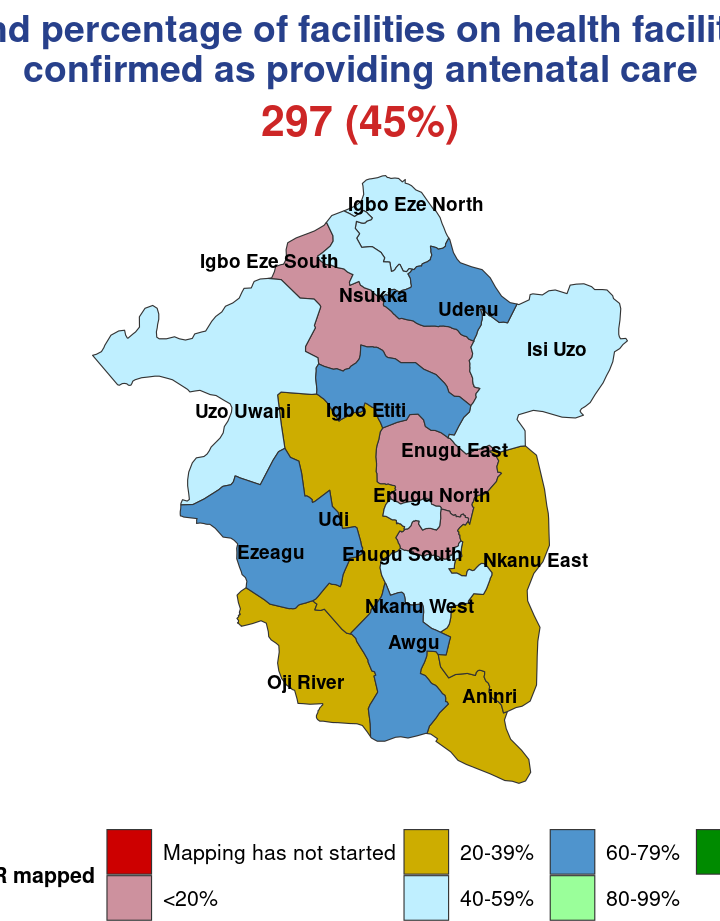 percentage of facilities on health
confirmed as providing antenatal care
297 (45%)
Igbo Eze North
Igbo Eze South
Nsukka
Udenu
Isi Uzo
Uzo Uwani
Igbo Etiti
Enugu East
Enugu North
Udi
Ezeagu
Enugu South
Nkanu East
Nkanu West
Awgu
Oji River
Aninri
Mapping has not started
20-39%
60-79%
R mapped
<20%
40-59%
80-99%